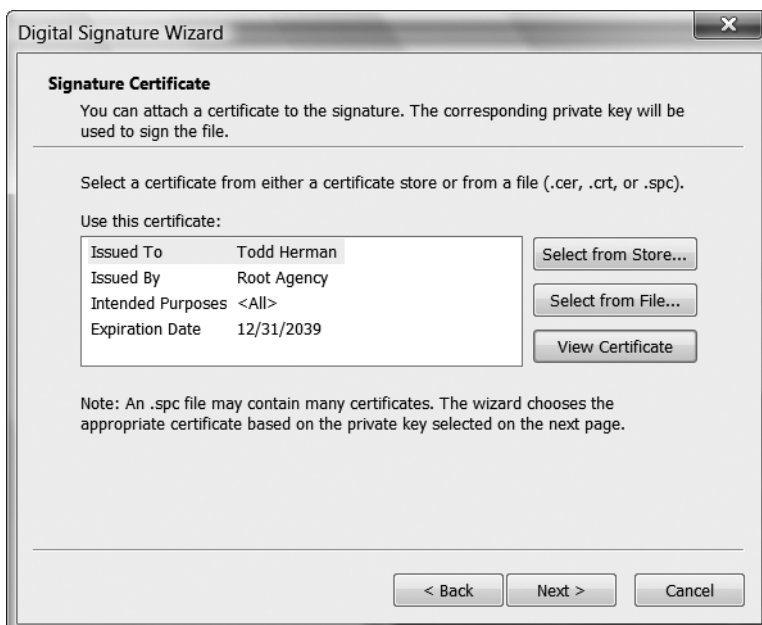 Digital Signature Wizard
X
Signature Certificate
You can attach a certificate to the signature. The corresponding private key will be
used to sign the file.
Select a certificate from either a certificate store or from a file (.cer, .crt, or .spc).
Use this certificate:
Issued To Todd Herman
Issued By Root Agency
Intended Purposes <All>
Expiration Date 12/31/2039
Select from Store...
Select from File...
View Certificate
Note: An .spc file may contain many certificates. The wizard chooses the
appropriate certificate based on the private key selected on the next page.
< Back Next > Cancel